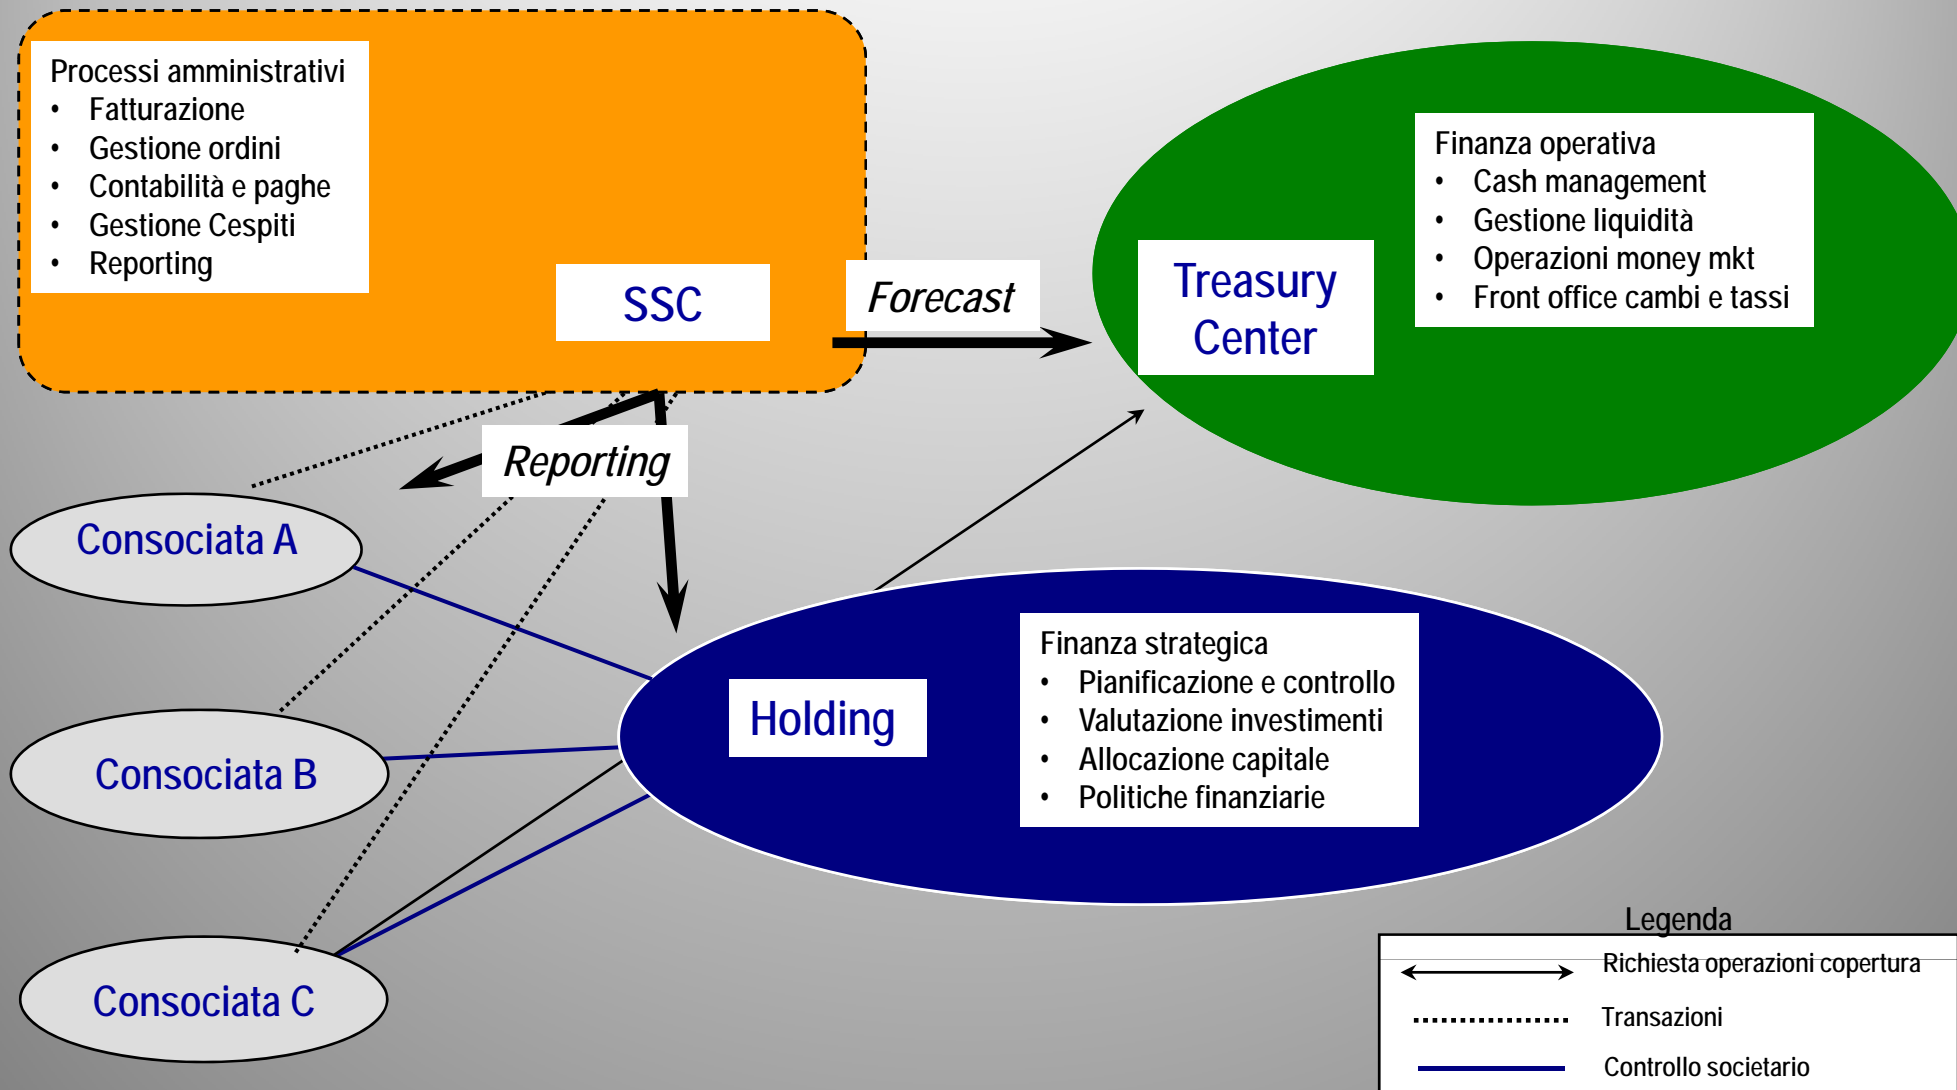 Processi amministrativi
• Fatturazione
• Gestione ordini
• Contabilità e paghe
• Gestione Cespiti
• Reporting
SSC
Forecast
Treasury
Center
Finanza operativa
• Cash management
• Gestione liquidità
• Operazioni money mkt
• Front office cambi e tassi
Reporting
Consociata A
Consociata B
Consociata C
Holding
Finanza strategica
• Pianificazione e controllo
• Valutazione investimenti
• Allocazione capitale
• Politiche finanziarie
Legenda
Richiesta operazioni copertura
Transazioni
Controllo societario